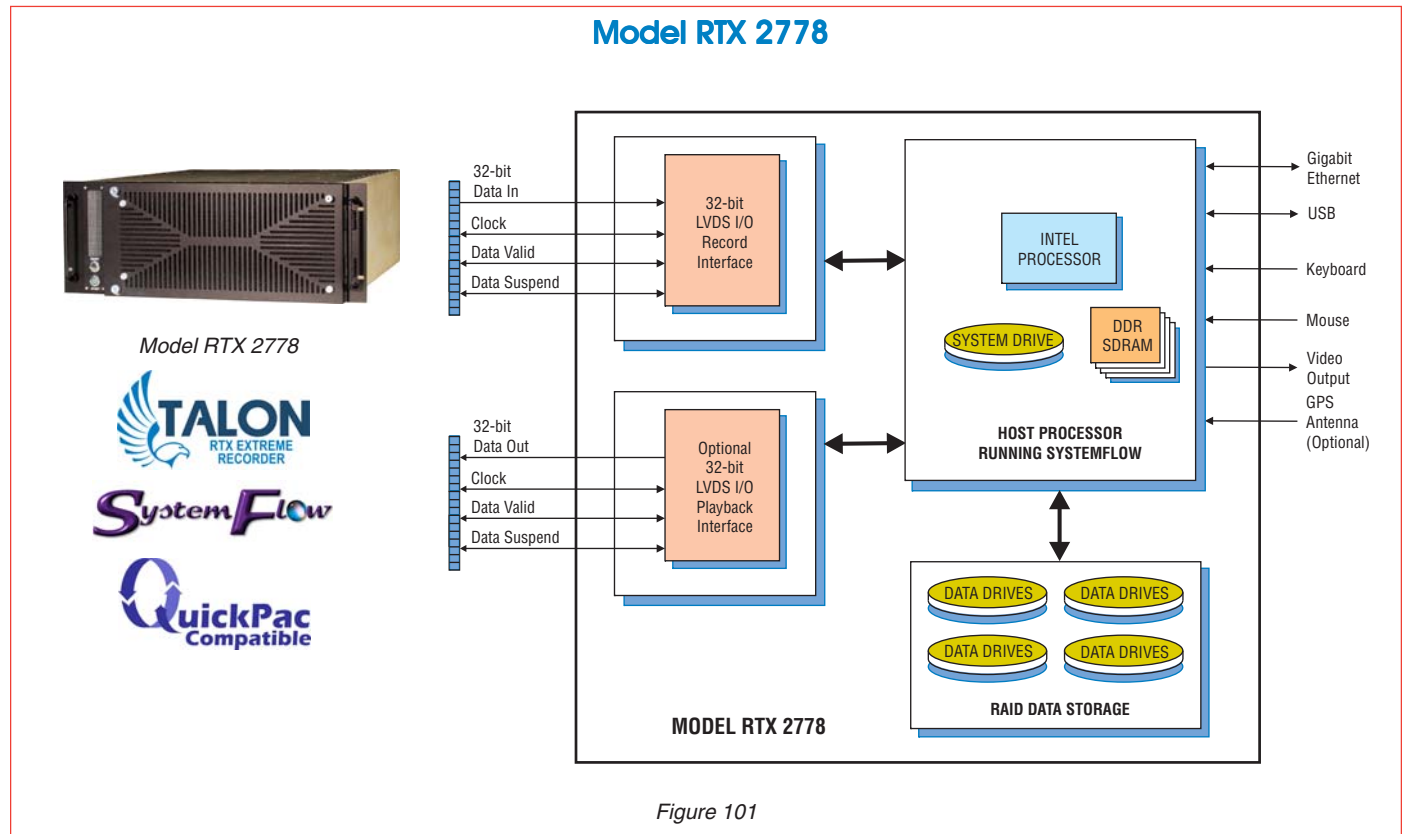 Model RTX 2778
Model RTX 2778
TALON
RTX EXTREME
RECORDER
SystemFlow
QuickPac
Compatible
32-bit
Data In
Clock
Data Valid
Data Suspend
32-bit
LVDS I/O
Record
Interface
32-bit
Data Out
Clock
Data Valid
Data Suspend
Optional
32-bit
LVDS I/O
Playback
Interface
INTEL
PROCESSOR
SYSTEM DRIVE
DDR
SDRAM
HOST PROCESSOR
RUNNING SYSTEMFLOW
Gigabit
Ethernet
USB
Keyboard
Mouse
Video
Output
GPS
Antenna
(Optional)
DATA DRIVES
DATA DRIVES
DATA DRIVES
DATA DRIVES
RAID DATA STORAGE
MODEL RTX 2778
Figure 101